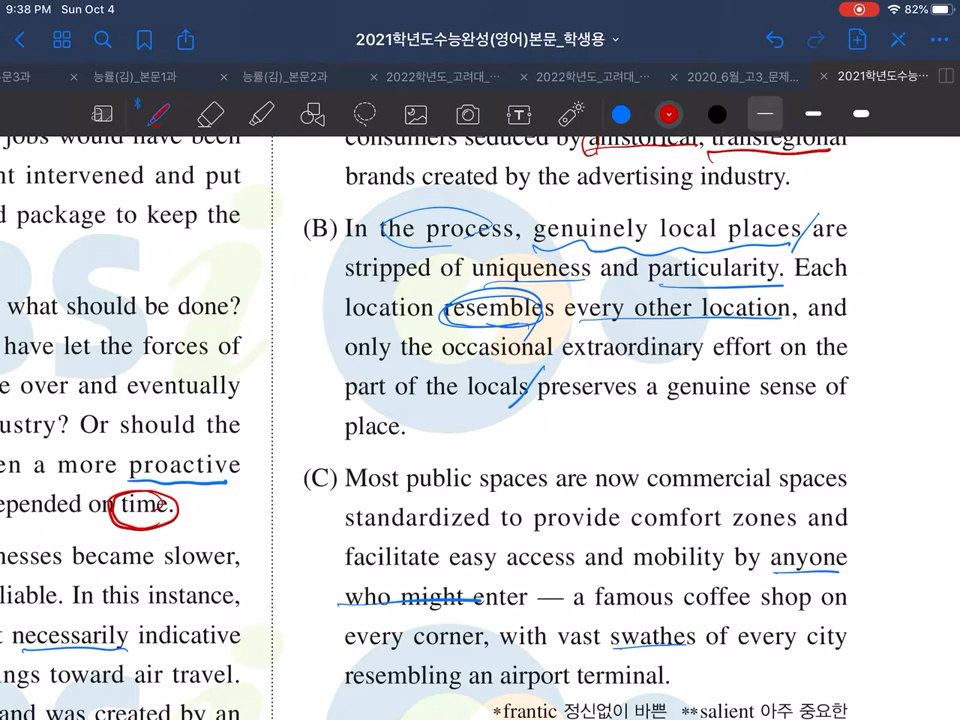 9:38 PM Sun Oct 4
82%
2021학년도수능완성(영어)본문_학생용
문3과
능률(김)_본문1과
능률(김)_본문2과
2022학년도_고려대_…
2022학년도_고려대_…
2020_6월_고3_문제…
2021학년도수능…
jobs would have been
nt intervened and put
d package to keep the
what should be done?
have let the forces of
e over and eventually
ustry? Or should the
en a more proactive
epended on time.
nesses became slower,
liable. In this instance,
t necessarily indicative
ngs toward air travel.
and was created by an
consumers seduced by ahistorical, transregional
brands created by the advertising industry.
(B) In the process, genuinely local places are
stripped of uniqueness and particularity. Each
location resembles every other location, and
only the occasional extraordinary effort on the
part of the locals preserves a genuine sense of
place.
(C) Most public spaces are now commercial spaces
standardized to provide comfort zones and
facilitate easy access and mobility by anyone
who might enter — a famous coffee shop on
every corner, with vast swathes of every city
resembling an airport terminal.
*frantic 정신없이 바쁜 **salient 아주 중요한